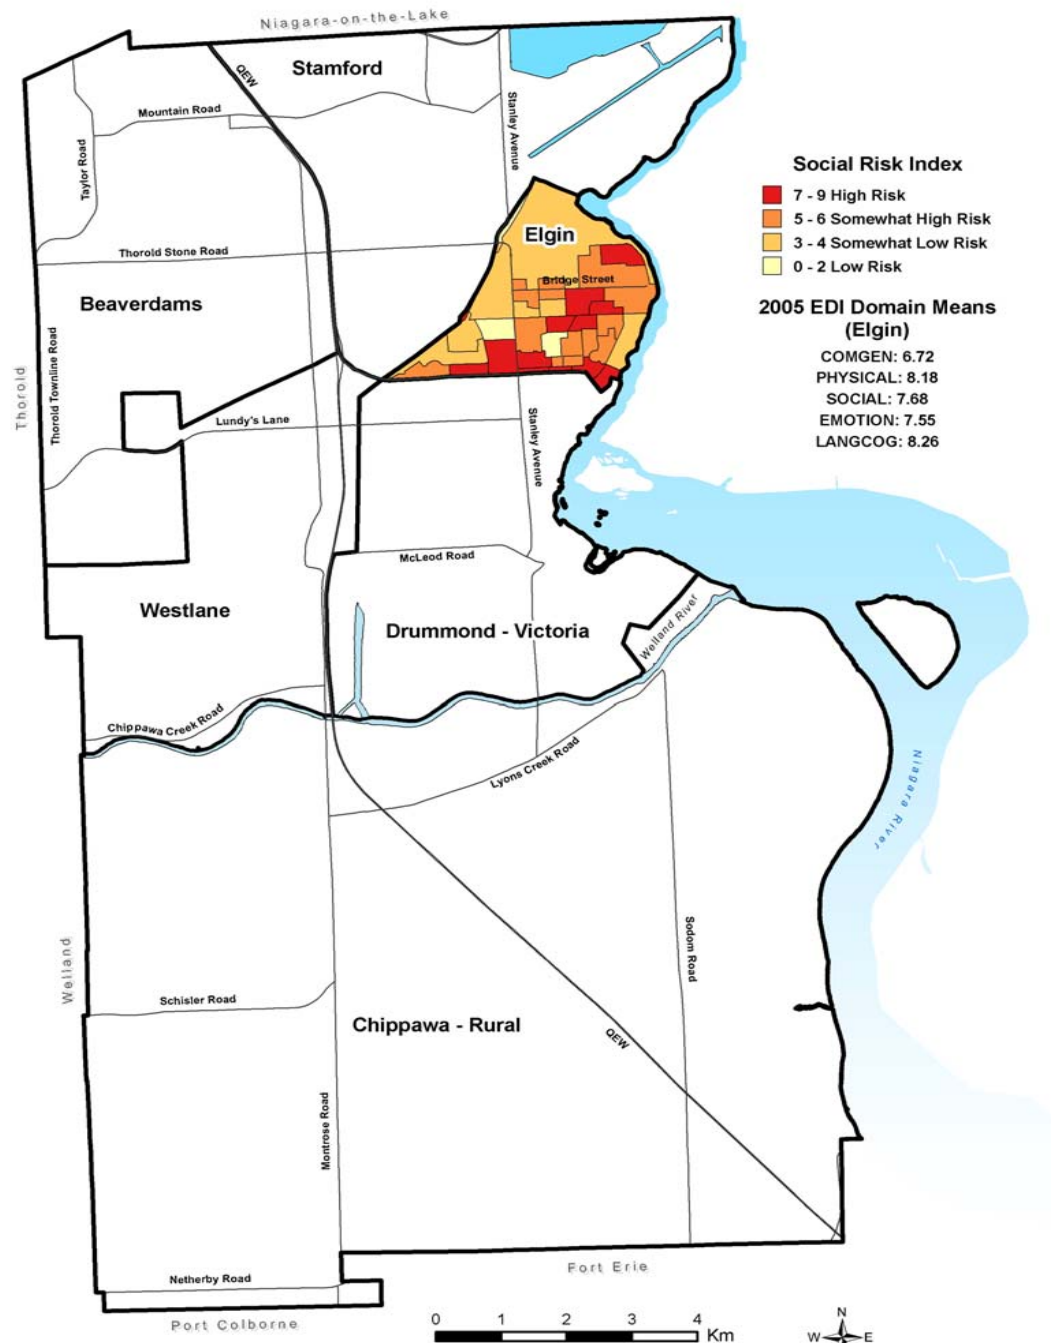 Niagara-on-the-Lake
Stamford
QEW
Mountain Road
Taylor Road
Stanley Avenue
Social Risk Index
7 - 9 High Risk
5 - 6 Somewhat High Risk
3 - 4 Somewhat Low Risk
0 - 2 Low Risk
Elgin
Thorold Stone Road
Bridge Street
Beaverdams
2005 EDI Domain Means
(Elgin)
COMGEN: 6.72
PHYSICAL: 8.18
SOCIAL: 7.68
EMOTION: 7.55
LANGCOG: 8.26
Thorold
Thorold Townline Road
Lundy's Lane
Stanley Avenue
McLeod Road
Westlane
Drummond - Victoria
Welland River
Chippawa Creek Road
Lyons Creek Road
Niagara River
Welland
Sodom Road
Schisler Road
Chippawa - Rural
QEW
Montrose Road
Netherby Road
Fort Erie
Port Colborne
0 1 2 3 4
Km
N
W E